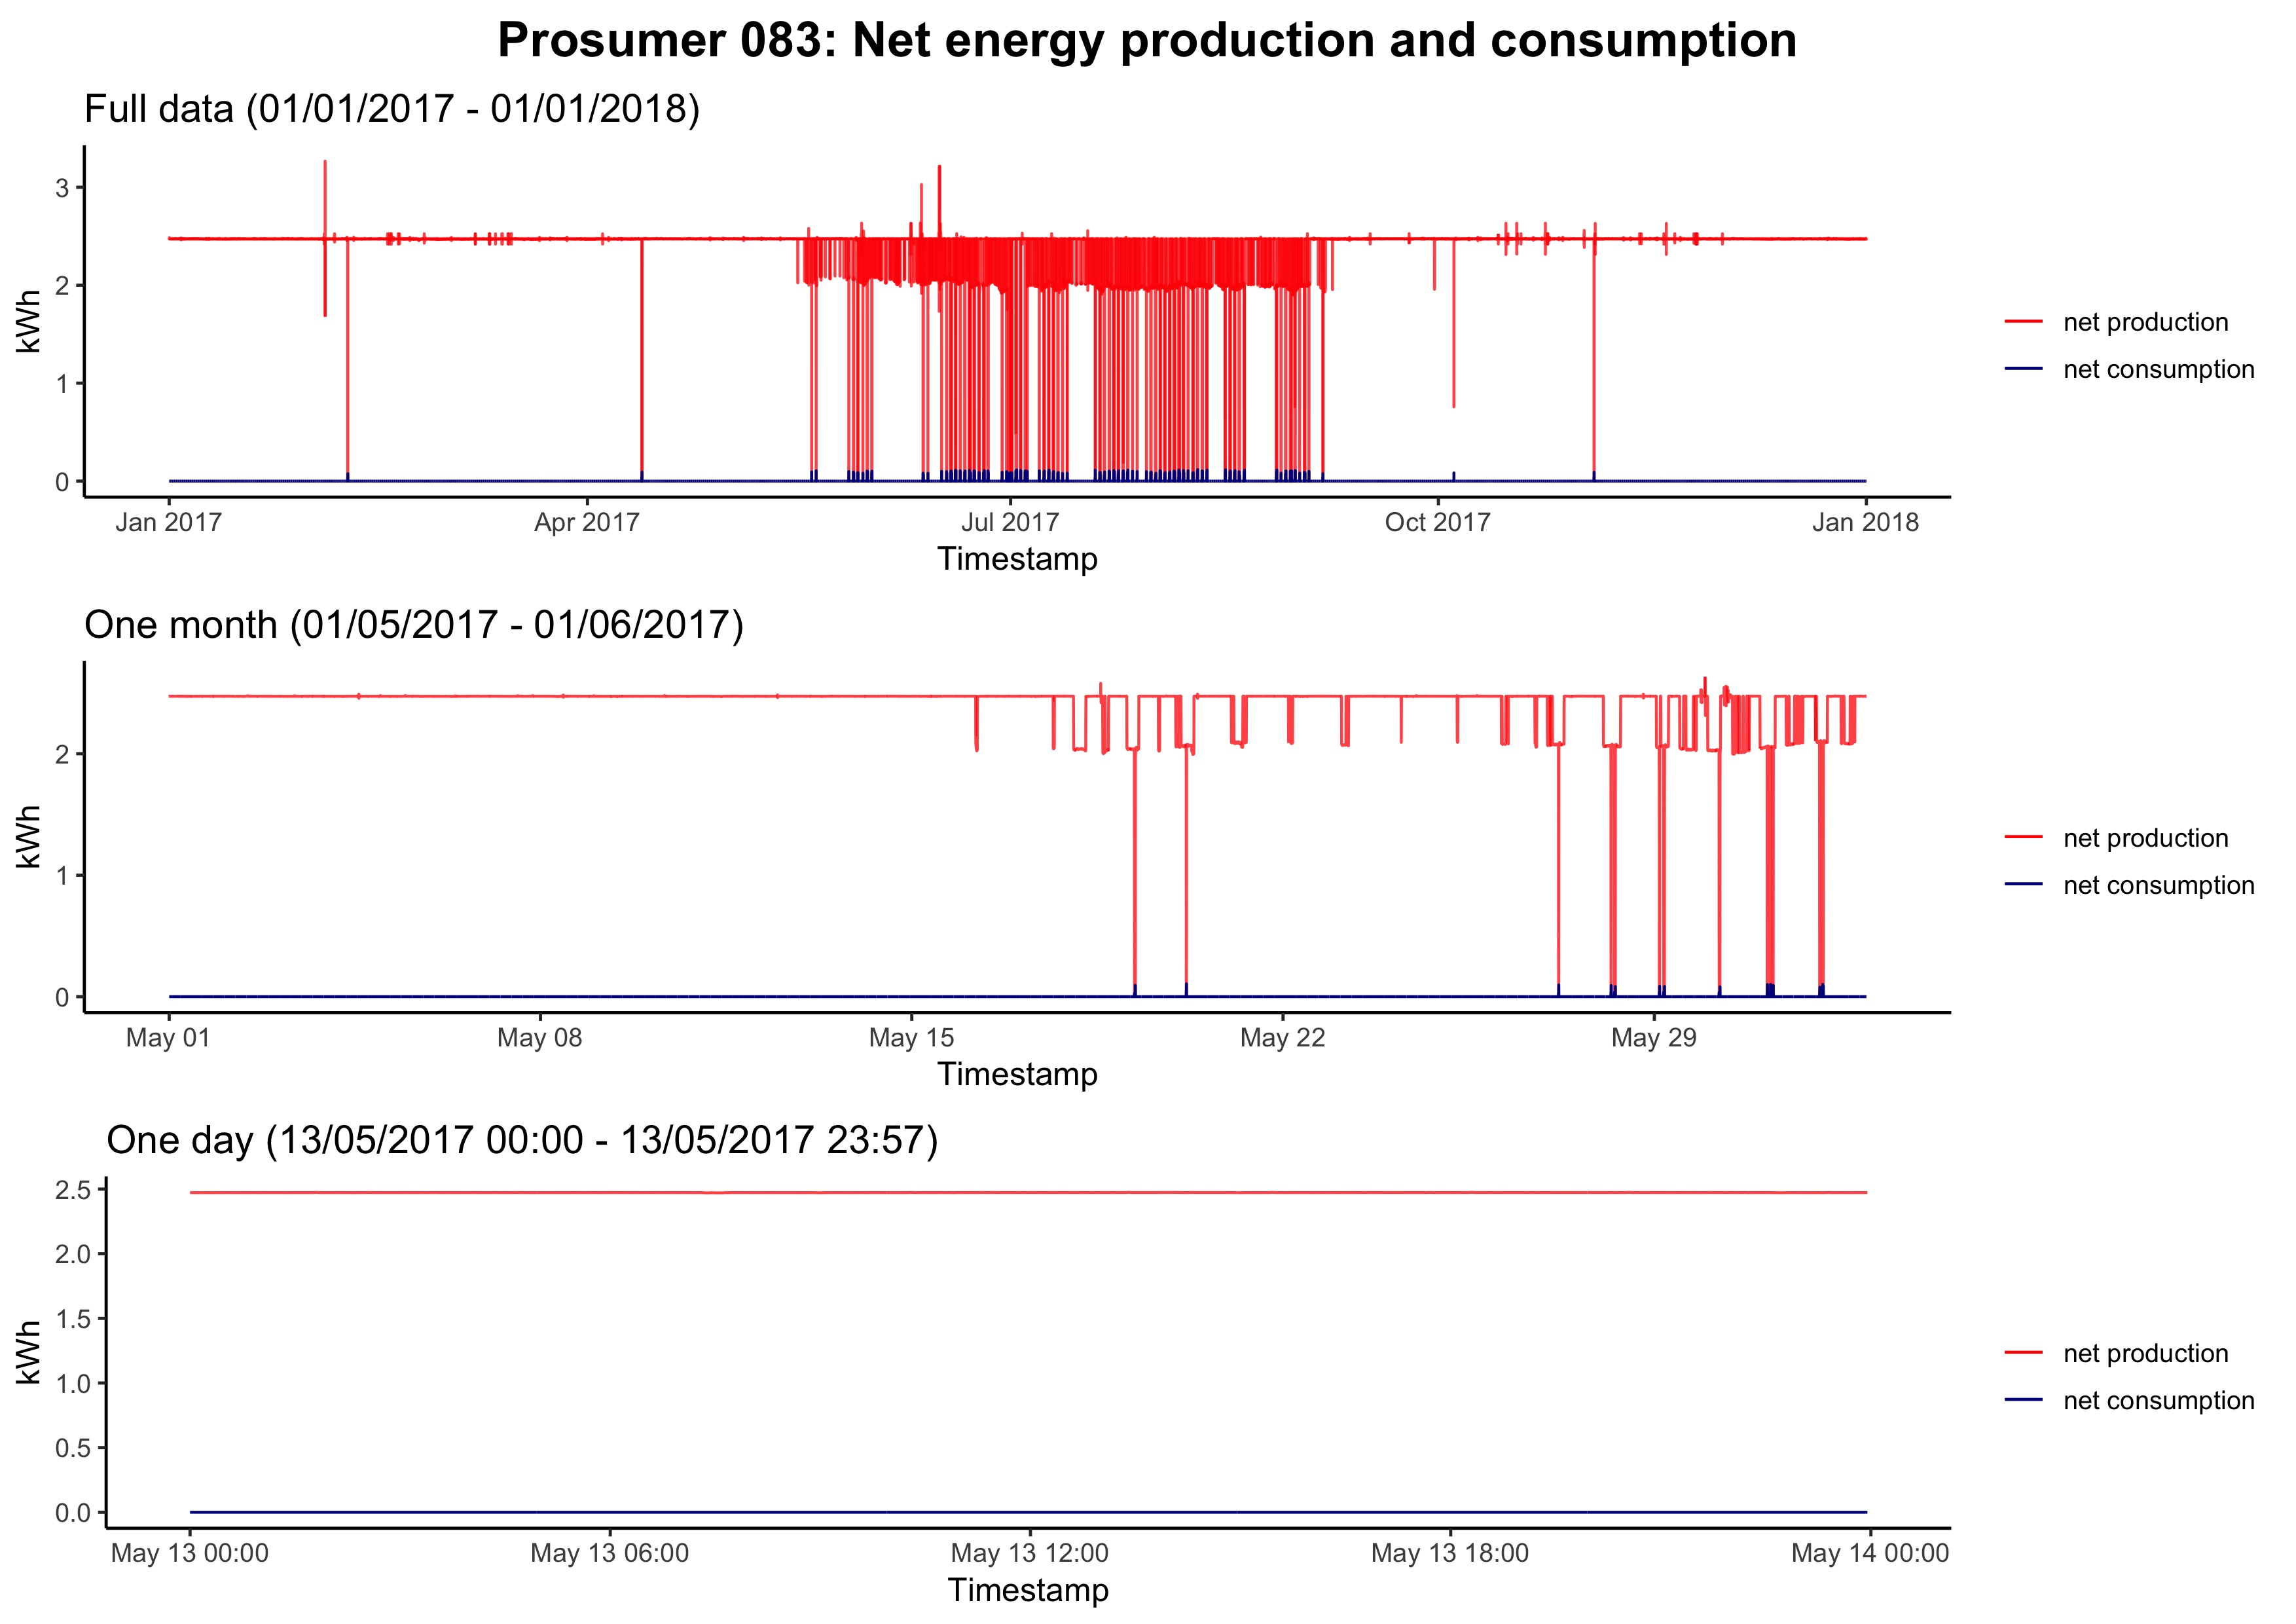 Prosumer 083: Net energy production and consumption
Full data (01/01/2017 - 01/01/2018)
3
2
1
0
kWh
Jan 2017 Apr 2017 Jul 2017 Oct 2017 Jan 2018
Timestamp
net production
net consumption
One month (01/05/2017 - 01/06/2017)
2
1
0
kWh
May 01 May 08 May 15 May 22 May 29
Timestamp
net production
net consumption
One day (13/05/2017 00:00 - 13/05/2017 23:57)
2.5
2.0
1.5
1.0
0.5
0.0
kWh
May 13 00:00 May 13 06:00 May 13 12:00 May 13 18:00 May 14 00:00
Timestamp
net production
net consumption